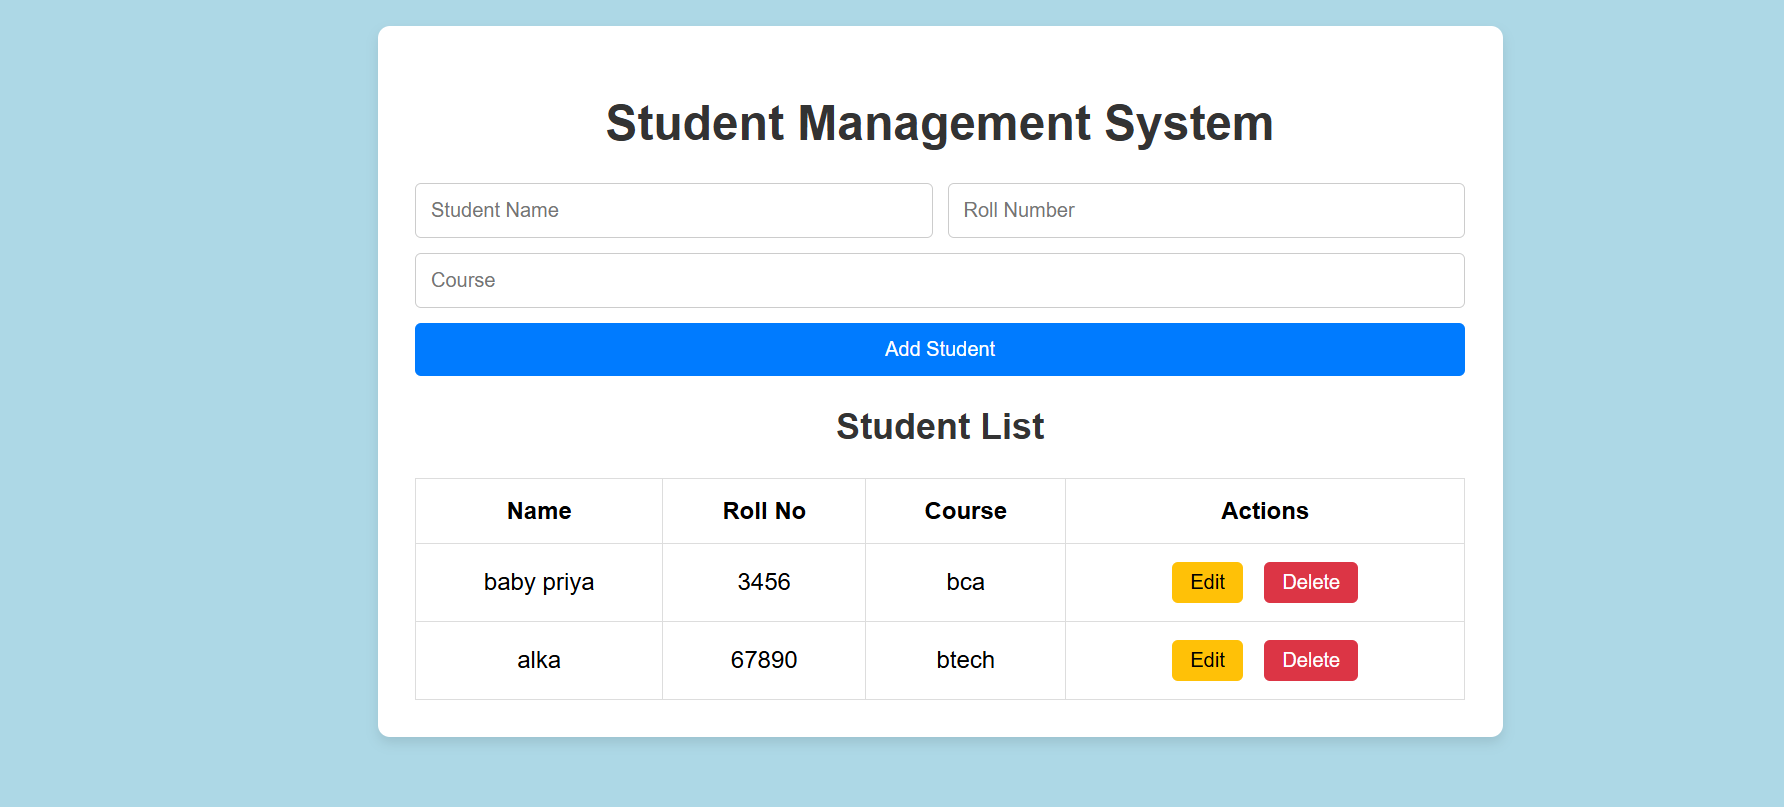 Student Management System
Student Name Roll Number
Course
Add Student
Student List
Name Roll No Course Actions
baby priya 3456 bca Edit Delete
alka 67890 btech Edit Delete